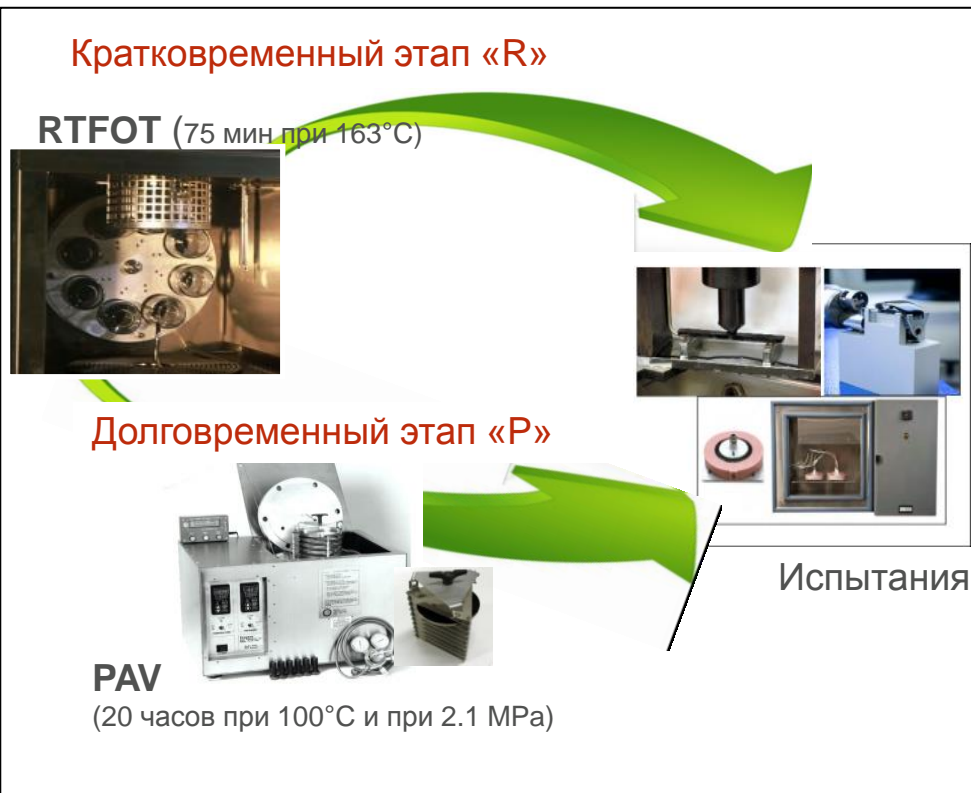 Кратковременный этап «R»
RTFOT (75 мин при 163°C)
Долговременный этап «P»
Испытания
PAV
(20 часов при 100°C и при 2.1 MPa)